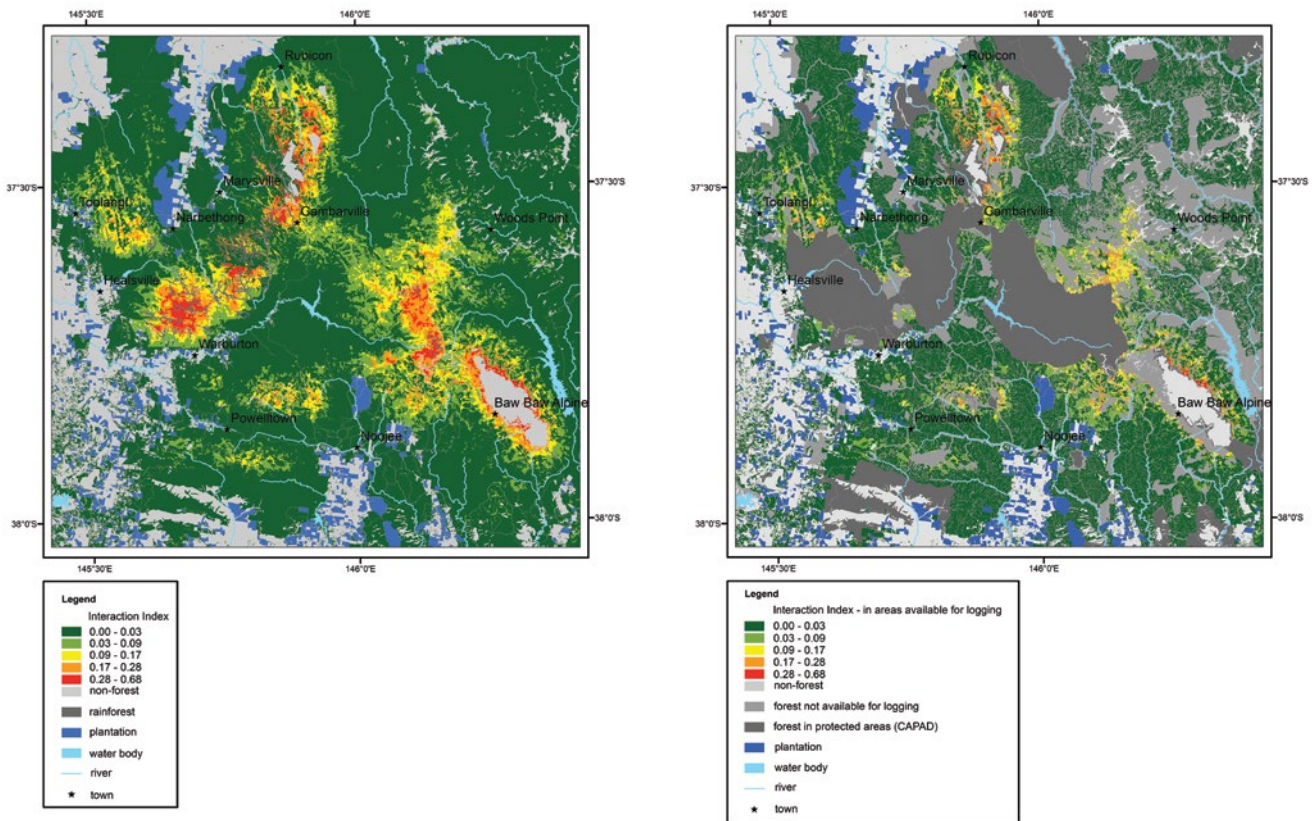 145°30'E
146°0'E
Rubicon
37°30'S
37°30'S
Marysville
Toolangi
Narbethong
Gambarville
Woods Point
Healsville
Warburton
Powelltown
Baw Baw Alpine
Noojee
38°0'S
38°0'S
145°30'E
146°0'E
Legend
Interaction Index
0.00 - 0.03
0.03 - 0.09
0.09 - 0.17
0.17 - 0.28
0.28 - 0.68
non-forest
rainforest
plantation
water body
river
town
145°30'E
146°0'E
Rubicon
37°30'S
37°30'S
Marysville
Toolangi
Narbethong
Gambarville
Woods Point
Healsville
Warburton
Powelltown
Baw Baw Alpine
Noojee
38°0'S
38°0'S
145°30'E
146°0'E
Legend
Interaction Index - in areas available for logging
0.00 - 0.03
0.03 - 0.09
0.09 - 0.17
0.17 - 0.28
0.28 - 0.68
non-forest
forest not available for logging
forest in protected areas (CAPAD)
plantation
water body
river
town